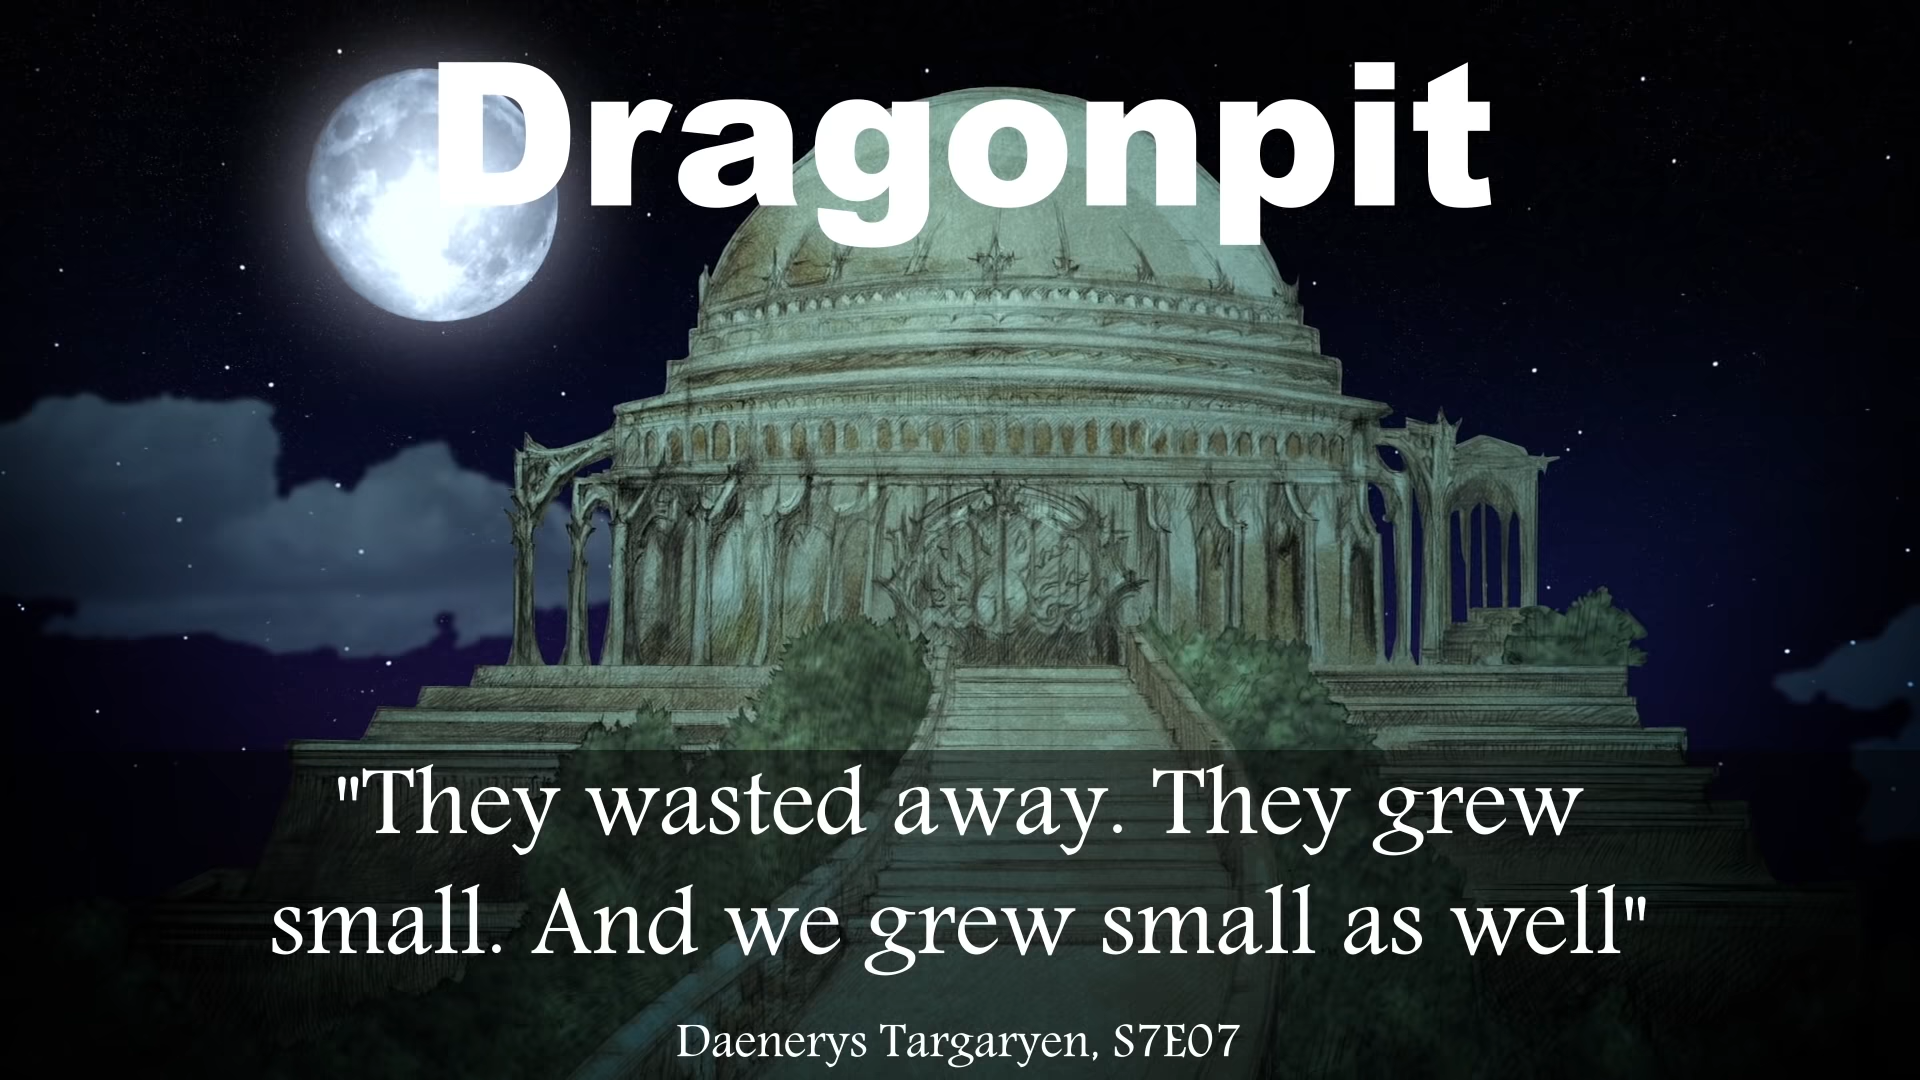 Dragonpit
"They wasted away. They grew
small. And we grew small as well"
Daenerys Targaryen, S7E07